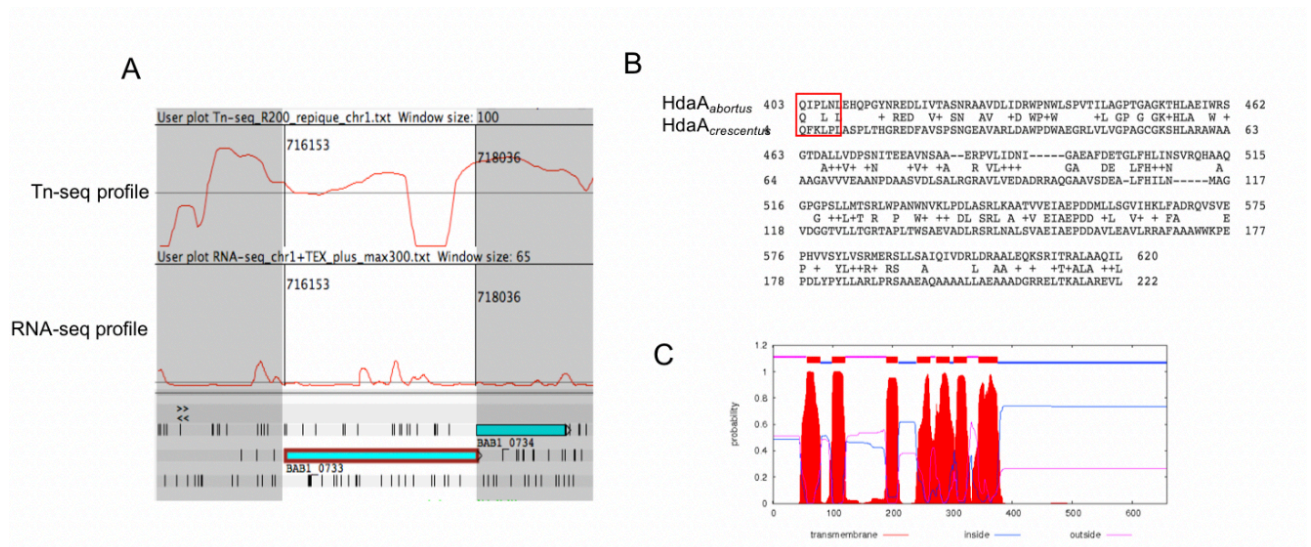 A
User plot Tn-seq_R200_repique_chr1.txt Window size: 100
716153
718036
Tn-seq profile
User plot RNA-seq_chr1+TEX_plus_max300.txt Window size: 65
716153
718036
RNA-seq profile
>>
<<
BAB1_0734
BAB1_0733
B
HdaAabortus 403 QIPLNLEHQPGYNREDLIVTASNRAAVDLIDRWPNWLSPVTILAGPTGAGKTHLAEIWRS 462
Q L L + RED V+ SN AV +D WP+W +L GP G GK+HLA W +
HdaAcrescentus 4 QFKLPLASPLTHGREDFAVSPSNGEAVARLDAWPDWAEGRLVLVGPAGCGKSHLARAWAA 63
463 GTDALLVDPSNITEEAVNSAA--ERPVLIDNI-----GAEAFDETGLFHLINSVRQHAAQ 515
A++V+ +V+ +A R VL+++ GA DE LFH++N A
64 AAGAVVVEAANPDAASVDLSALRGRAVLVEDADRRAQGAAVSDEA-LFHILN-----MAG 117
516 GPGPSLLMTSRLWPANWNVKLPDLASRLKAATVVEIAEPDDMLLSGVIHKLFADRQVSVE 575
G ++L+T R P W+ ++ DL SRL A +V EIAEPDD +L V+ + FA E
118 VDGGTVLLTGRTAPLTWSAEVADLRSRLNALSVAEIAEPDDAVLEAVLRRAFAAAWWKPE 177
576 PHVVSYLVSRMERSLLSAIQIVDRLDRAALEQKSRITRALAAQIL 620
P + YL++R+ RS A L AA + +T+ALA ++L
178 PDLYPYLLARLPRSAAEAQAAAALLAEAAADGRRELTKALAREVL 222
C
1.2
1
0.8
0.6
0.4
0.2
0
probability
0 100 200 300 400 500 600
transmembrane inside outside